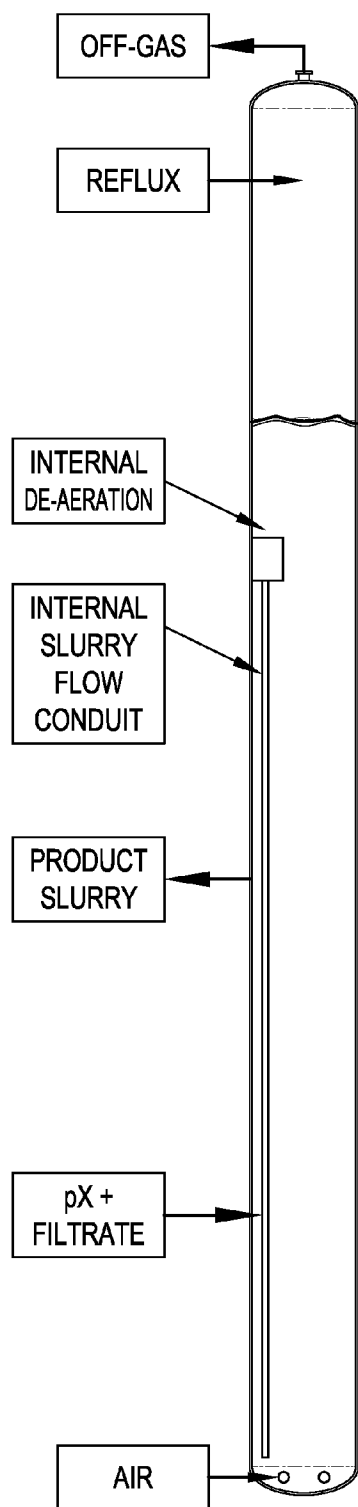 OFF-GAS
REFLUX
INTERNAL
DE-AERATION
INTERNAL
SLURRY
FLOW
CONDUIT
PRODUCT
SLURRY
pX +
FILTRATE
AIR